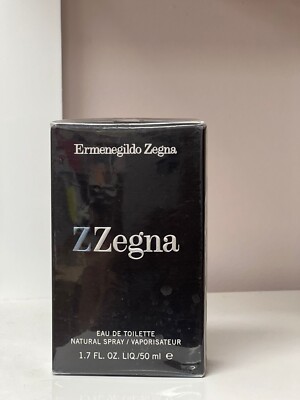 Ermenegildo Zegna
ZZegna
EAU DE TOILETTE
NATURAL SPRAY / VAPORISATEUR
1.7 FL. OZ. LIQ/50 ml ℮